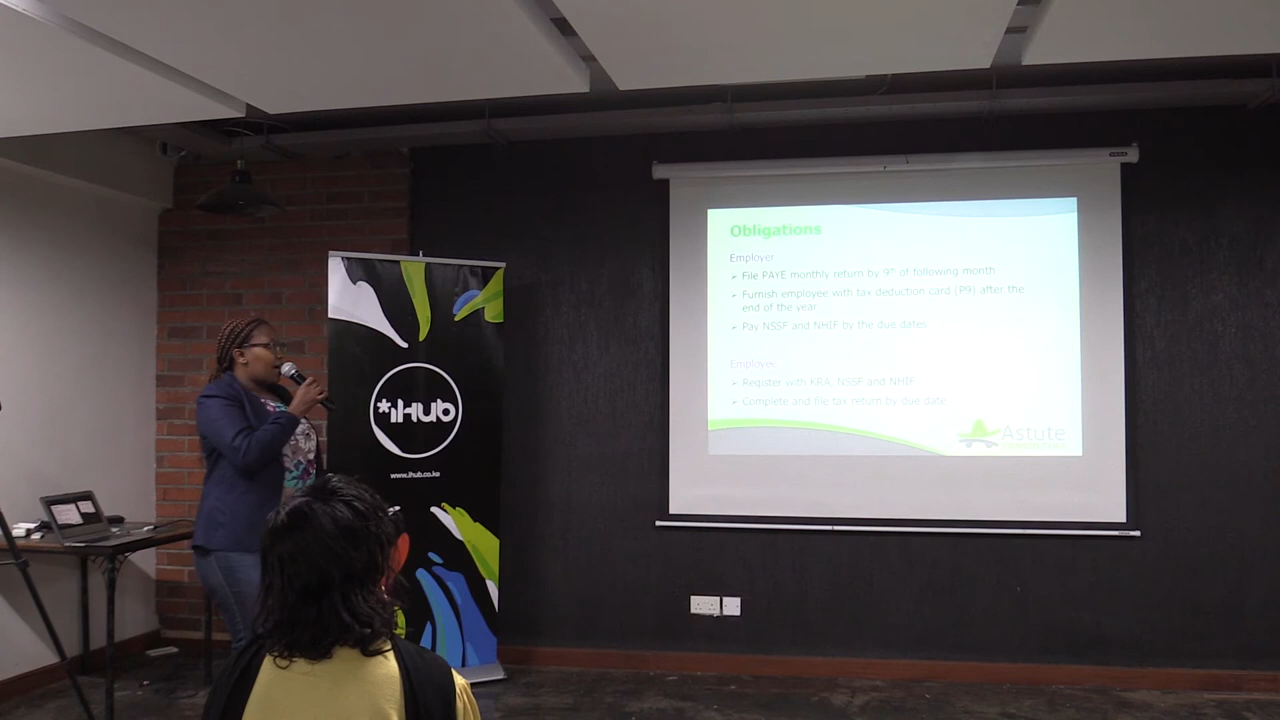 VEGA
Obligations
Employer
➢ File PAYE monthly return by 9th of following month
➢ Furnish employee with tax deduction card (P9) after the
end of the year
➢ Pay NSSF and NHIF by the due dates
Employee
➢ Register with KRA, NSSF and NHIF
➢ Complete and file tax return by due date
Astute
*iHub
www.ihub.co.ke